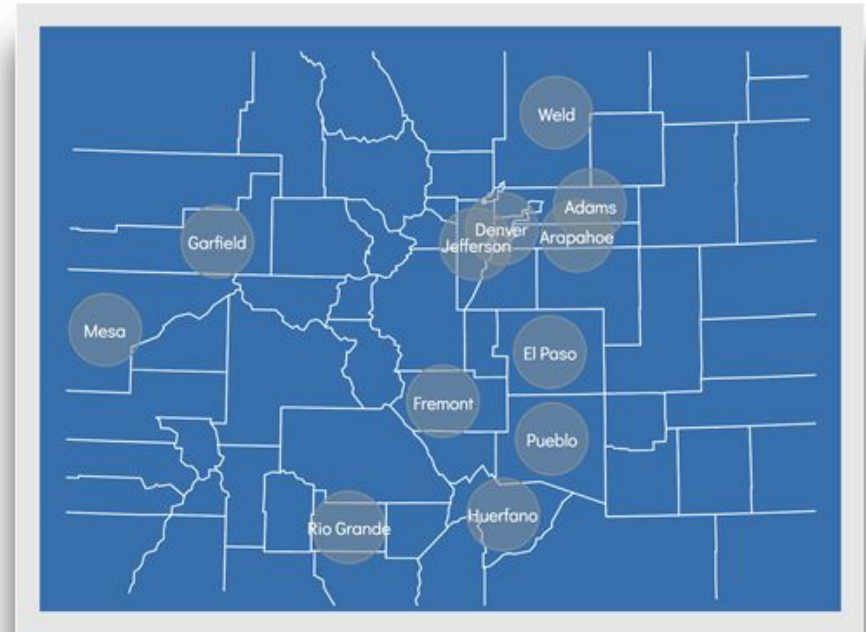 Weld
Adams
Denver
Arapahoe
Jefferson
Garfield
Mesa
El Paso
Fremont
Pueblo
Huerfano
Rio Grande